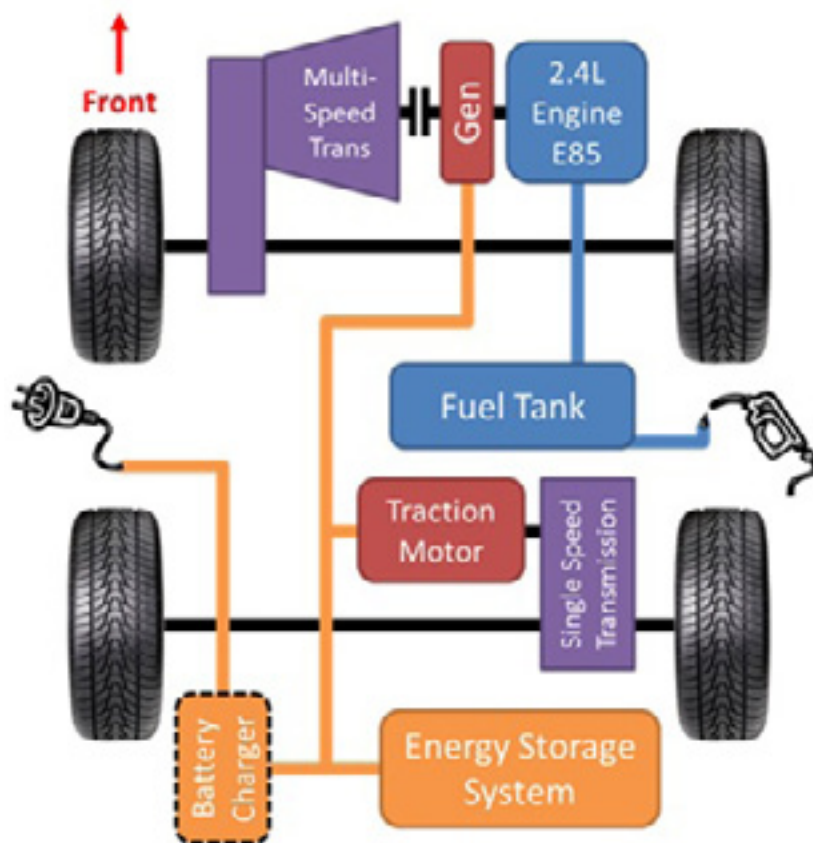 Front
Multi-
Speed
Trans
Gen
2.4L
Engine
E85
Fuel Tank
Traction
Motor
Single Speed
Transmission
Battery
Charger
Energy Storage
System